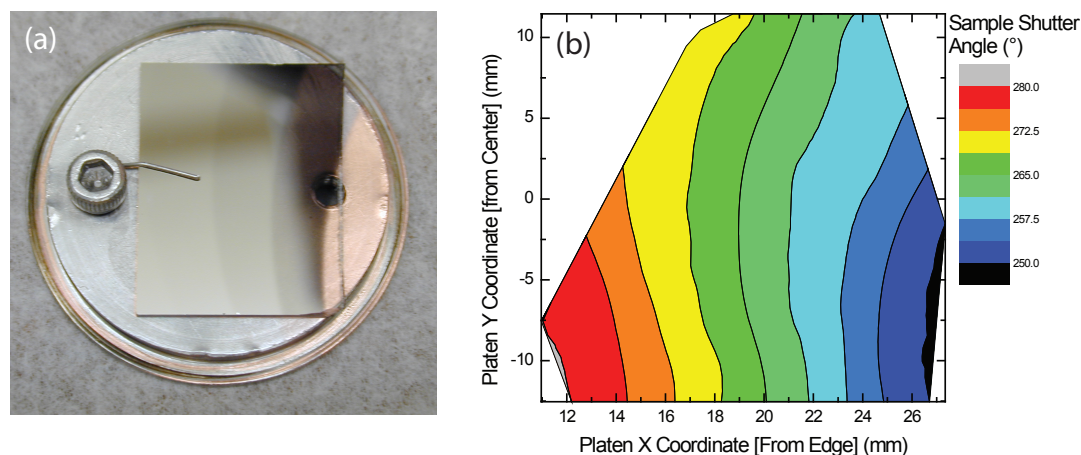 (a)
(b)
Sample Shutter
Angle (°)
280.0
272.5
265.0
257.5
250.0
Platen Y Coordinate [from Center] (mm)
10
5
0
-5
-10
12 14 16 18 20 22 24 26
Platen X Coordinate [From Edge] (mm)